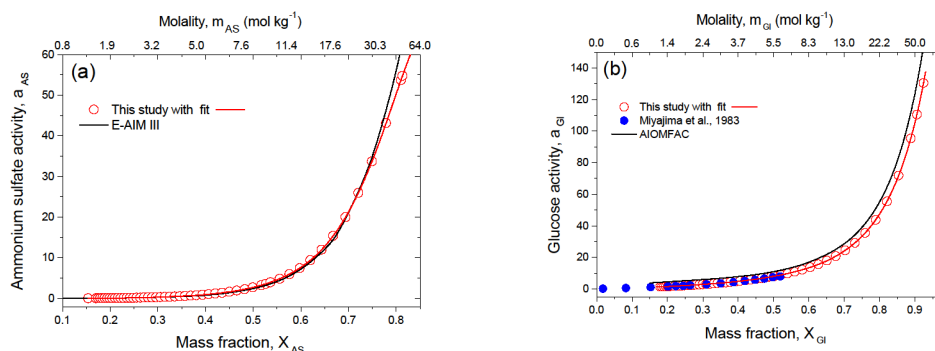 Molality, m_AS (mol kg⁻¹)
0.8 1.9 3.2 5.0 7.6 11.4 17.6 30.3 64.0
(a)
This study with fit
E-AIM III
Ammonium sulfate activity, a_AS
60
50
40
30
20
10
0
0.1 0.2 0.3 0.4 0.5 0.6 0.7 0.8
Mass fraction, X_AS
Molality, m_Gl (mol kg⁻¹)
0.0 0.6 1.4 2.4 3.7 5.5 8.3 13.0 22.2 50.0
(b)
This study with fit
Miyajima et al., 1983
AIOMFAC
Glucose activity, a_Gl
140
120
100
80
60
40
20
0
0.0 0.1 0.2 0.3 0.4 0.5 0.6 0.7 0.8 0.9
Mass fraction, X_Gl